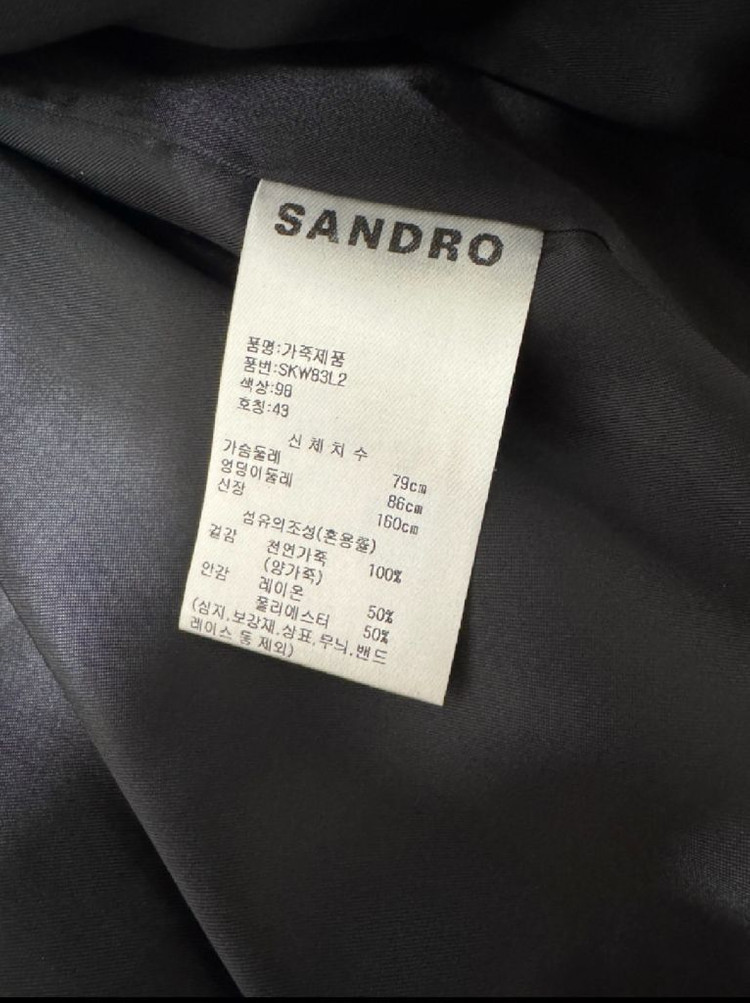 SANDRO
품명:가죽제품
품번:SKW83L2
색상:98
호칭:43
신 체 치 수
가슴둘레 79cm
엉덩이둘레 86cm
신장 160cm
섬유의조성(혼용율)
겉감 천연가죽 100%
(양가죽)
안감 레이온 50%
폴리에스터 50%
(심지,보강재,상표,무늬,밴드
레이스 등 제외)